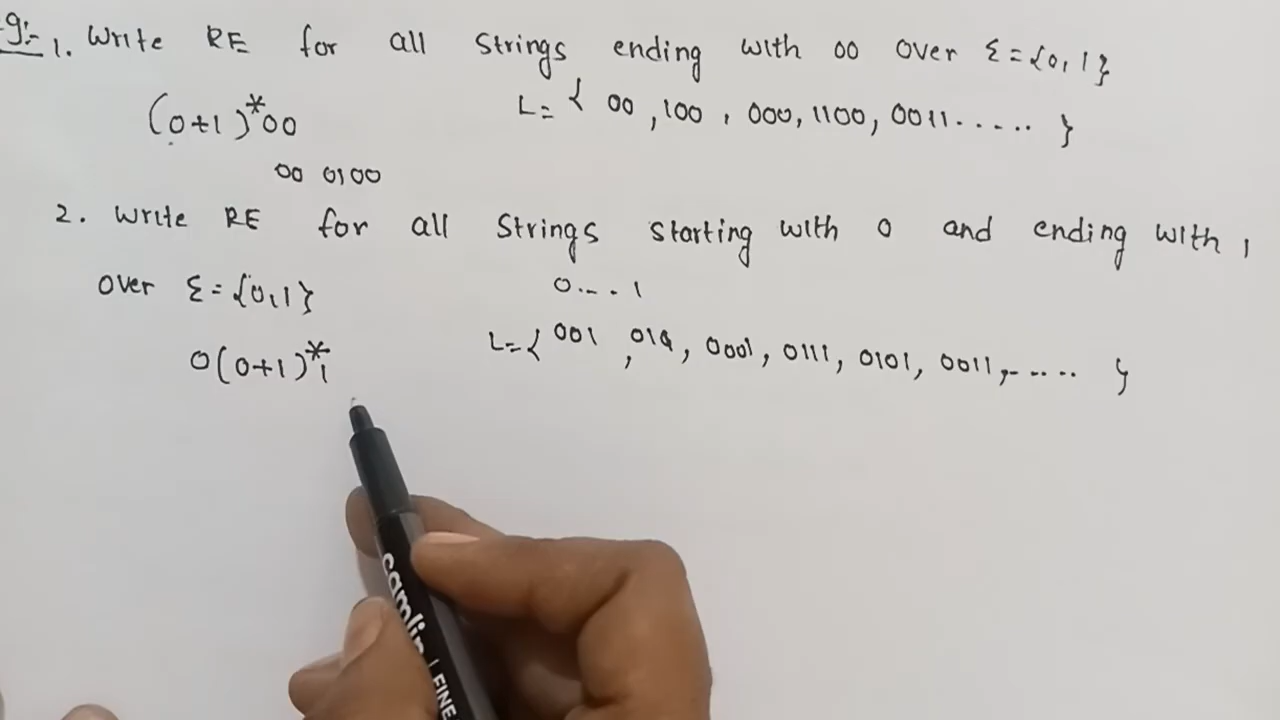 eg:- 1. Write RE for all strings ending with 00 over Σ={0,1}
(0+1)*00 L={ 00, 100, 000, 1100, 0011..... }
00 0100
2. Write RE for all strings starting with 0 and ending with 1
over Σ={0,1} 0....1
0(0+1)*1 L={ 001, 011, 0001, 0111, 0101, 0011,..... }
camlin FINE